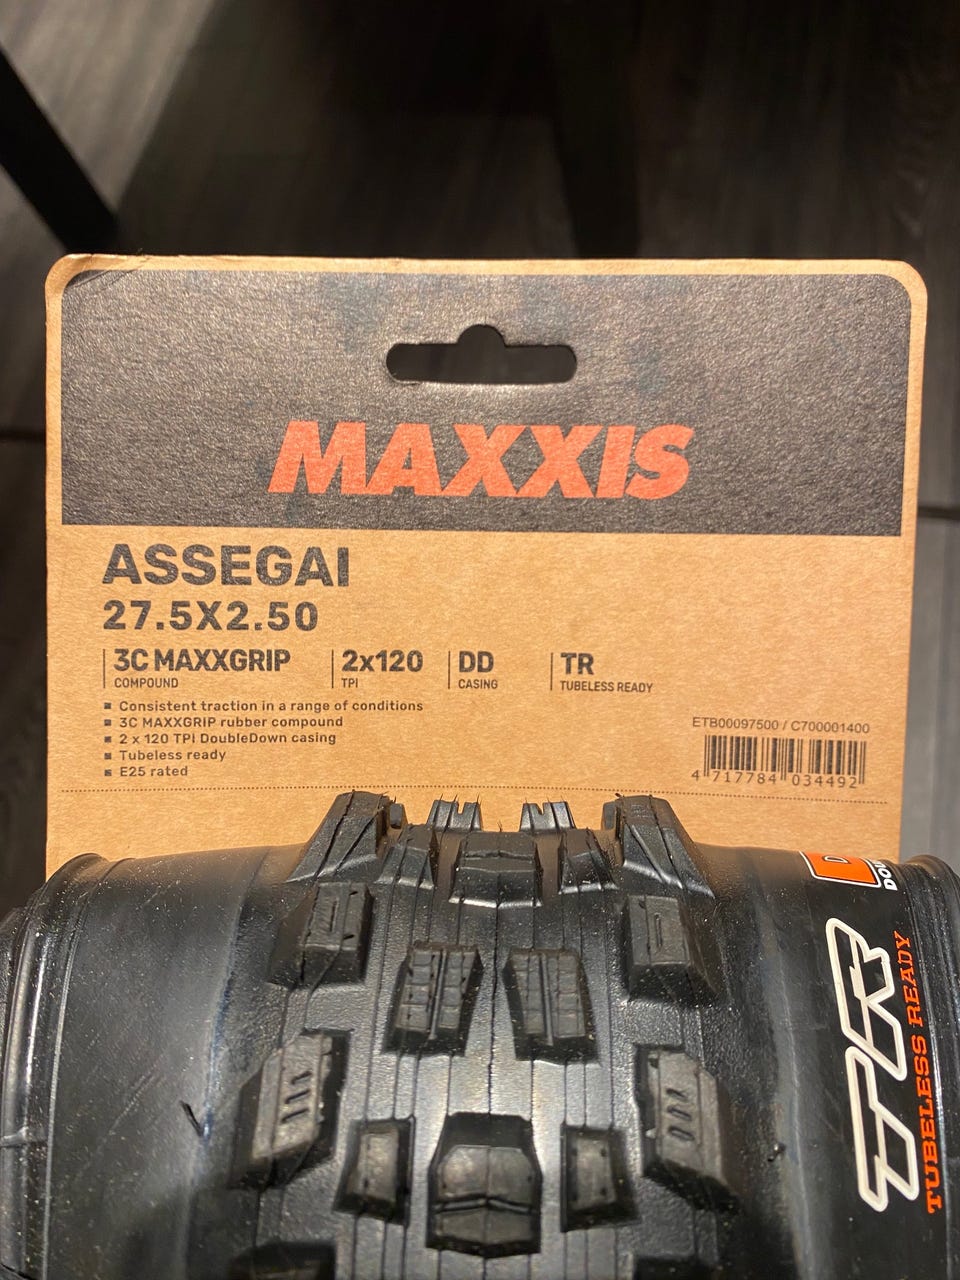 MAXXIS
ASSEGAI
27.5X2.50
3C MAXXGRIP
COMPOUND
2x120
TPI
DD
CASING
TR
TUBELESS READY
Consistent traction in a range of conditions
3C MAXXGRIP rubber compound
2 x 120 TPI DoubleDown casing
Tubeless ready
E25 rated
ETB00097500 / C700001400
4 717784 034492
TR
TUBELESS READY